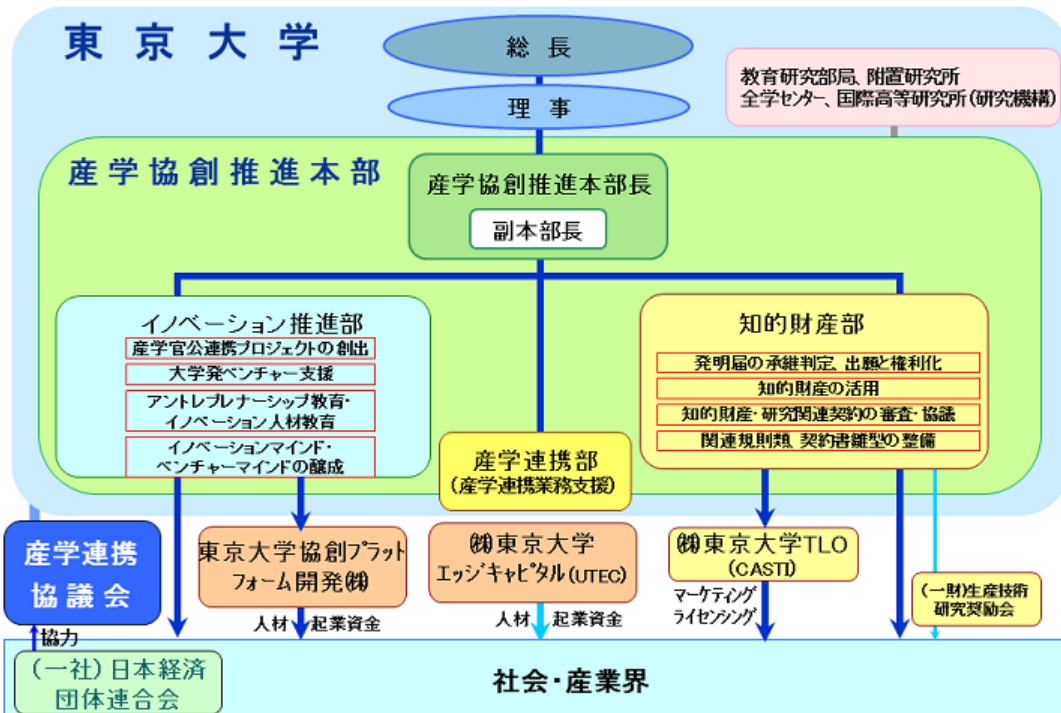 東京大学
総長
理事
教育研究部局、附置研究所
全学センター、国際高等研究所(研究機構)
産学協創推進本部
産学協創推進本部長
副本部長
イノベーション推進部
産学官公連携プロジェクトの創出
大学発ベンチャー支援
アントレプレナーシップ教育・
イノベーション人材教育
イノベーションマインド・
ベンチャーマインドの醸成
産学連携部
(産学連携業務支援)
知的財産部
発明届の承継判定、出願と権利化
知的財産の活用
知的財産・研究関連契約の審査・協議
関連規則類、契約書雛型の整備
産学連携
協議会
東京大学協創プラット
フォーム開発㈱
㈱東京大学
エッジキャピタル(UTEC)
㈱東京大学TLO
(CASTI)
(一財)生産技術
研究奨励会
人材 起業資金
人材 起業資金
マーケティング
ライセンシング
協力
(一社)日本経済
団体連合会
社会・産業界